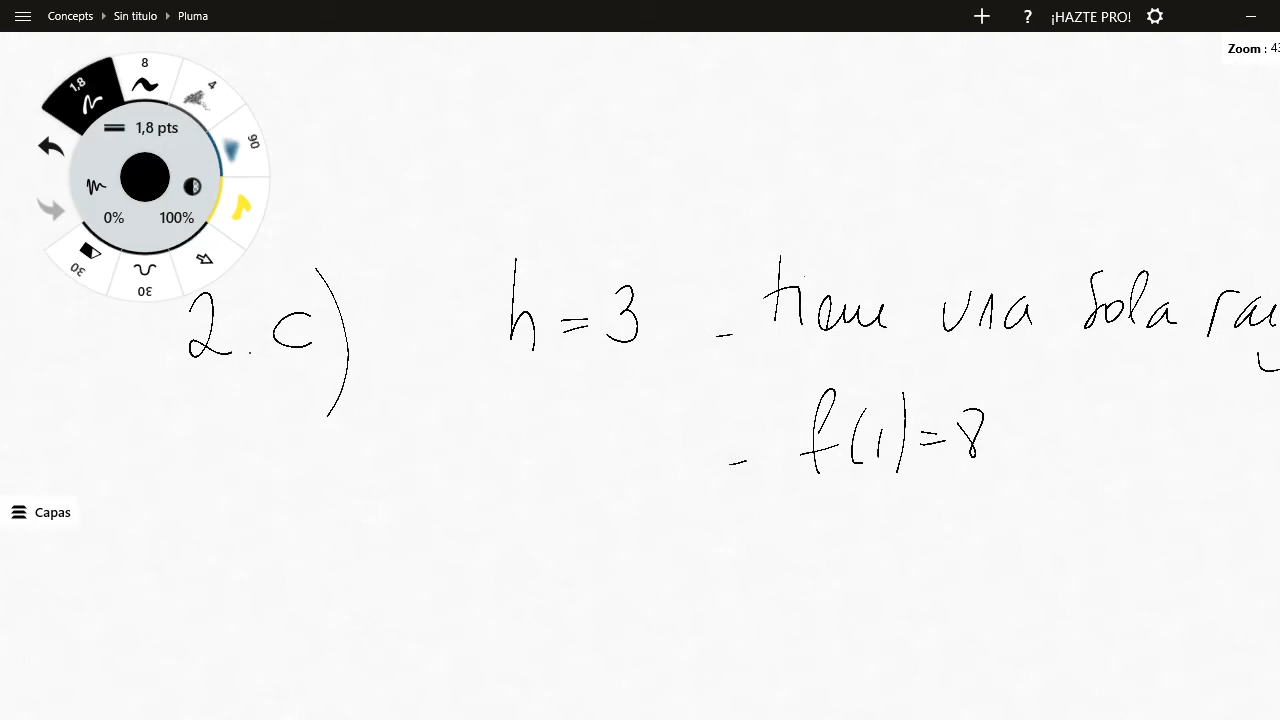 Concepts › Sin título › Pluma
+ ? ¡HAZTE PRO!
Zoom : 43
8
1,8
4
90
1,8 pts
0% 100%
30
30
2. c) h = 3 - tiene una sola
- f(1) = 8
Capas